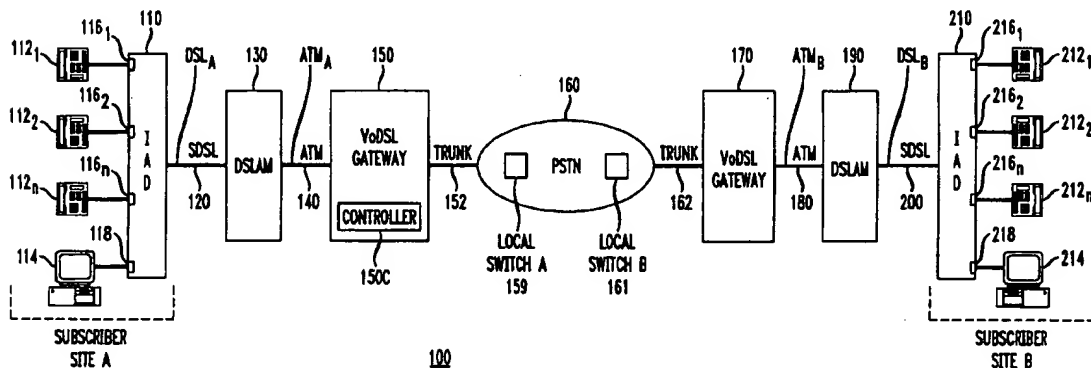 110
116₁
112₁
116₂
112₂
116ₙ
112ₙ
118
114
IAD
DSL_A
SDSL
120
130
DSLAM
ATM_A
ATM
140
150
VoDSL
GATEWAY
CONTROLLER
150C
TRUNK
152
160
PSTN
LOCAL
SWITCH A
159
LOCAL
SWITCH B
161
TRUNK
162
170
VoDSL
GATEWAY
ATM_B
ATM
180
190
DSLAM
DSL_B
SDSL
200
210
IAD
216₁
212₁
216₂
212₂
216ₙ
212ₙ
218
214
SUBSCRIBER
SITE A
100
SUBSCRIBER
SITE B